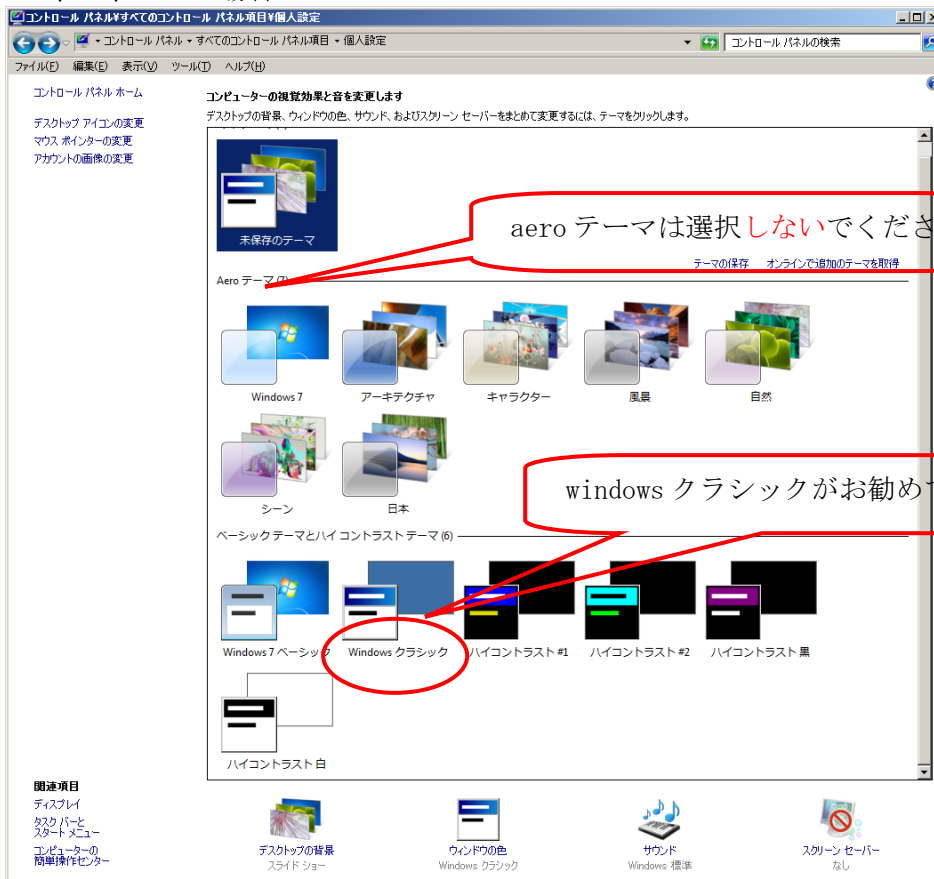 コントロール パネル¥すべてのコントロール パネル項目¥個人設定
コントロール パネル ▾ すべてのコントロール パネル項目 ▾ 個人設定
コントロール パネルの検索
ファイル(F) 編集(E) 表示(V) ツール(T) ヘルプ(H)
コントロール パネル ホーム
デスクトップ アイコンの変更
マウス ポインターの変更
アカウントの画像の変更
コンピューターの視覚効果と音を変更します
デスクトップの背景、ウィンドウの色、サウンド、およびスクリーン セーバーをまとめて変更するには、テーマをクリックします。
未保存のテーマ
aero テーマは選択しないでくださ
テーマの保存 オンラインで追加のテーマを取得
Aero テーマ (7)
Windows 7 アーキテクチャ キャラクター 風景 自然
シーン 日本
windows クラシックがお勧めで
ベーシック テーマとハイ コントラスト テーマ (6)
Windows 7 ベーシック Windows クラシック ハイコントラスト #1 ハイコントラスト #2 ハイコントラスト 黒
ハイコントラスト 白
関連項目
ディスプレイ
タスク バーと
スタート メニュー
コンピューターの
簡単操作センター
デスクトップの背景 ウィンドウの色 サウンド スクリーン セーバー
スライド ショー Windows クラシック Windows 標準 なし